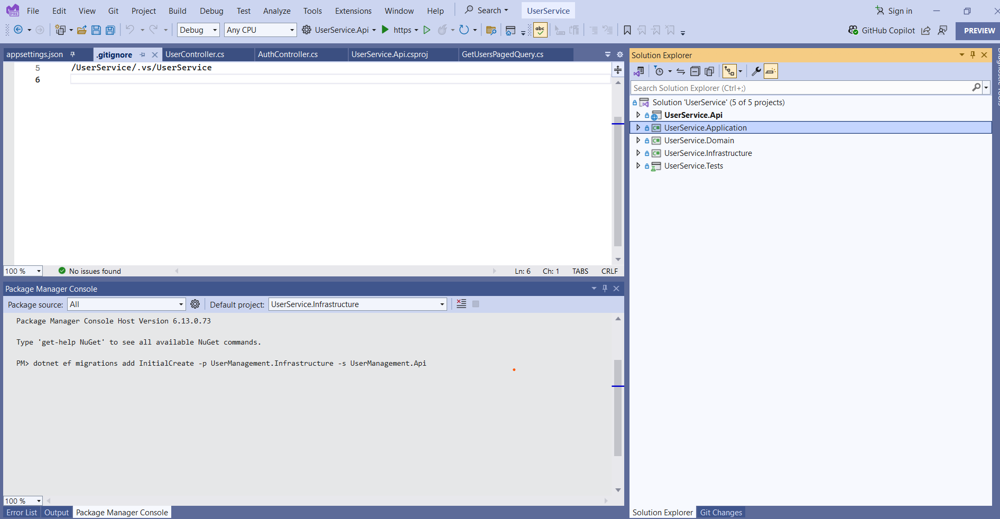 File Edit View Git Project Build Debug Test Analyze Tools Extensions Window Help Search UserService Sign in
Debug Any CPU UserService.Api https abc GitHub Copilot PREVIEW
appsettings.json .gitignore UserController.cs AuthController.cs UserService.Api.csproj GetUsersPagedQuery.cs
5 /UserService/.vs/UserService
6
100 % No issues found Ln: 6 Ch: 1 TABS CRLF
Package Manager Console
Package source: All Default project: UserService.Infrastructure
Package Manager Console Host Version 6.13.0.73
Type 'get-help NuGet' to see all available NuGet commands.
PM> dotnet ef migrations add InitialCreate -p UserManagement.Infrastructure -s UserManagement.Api
100 %
Error List Output Package Manager Console
Solution Explorer
Search Solution Explorer (Ctrl+;)
Solution 'UserService' (5 of 5 projects)
UserService.Api
C# UserService.Application
C# UserService.Domain
C# UserService.Infrastructure
UserService.Tests
Solution Explorer Git Changes